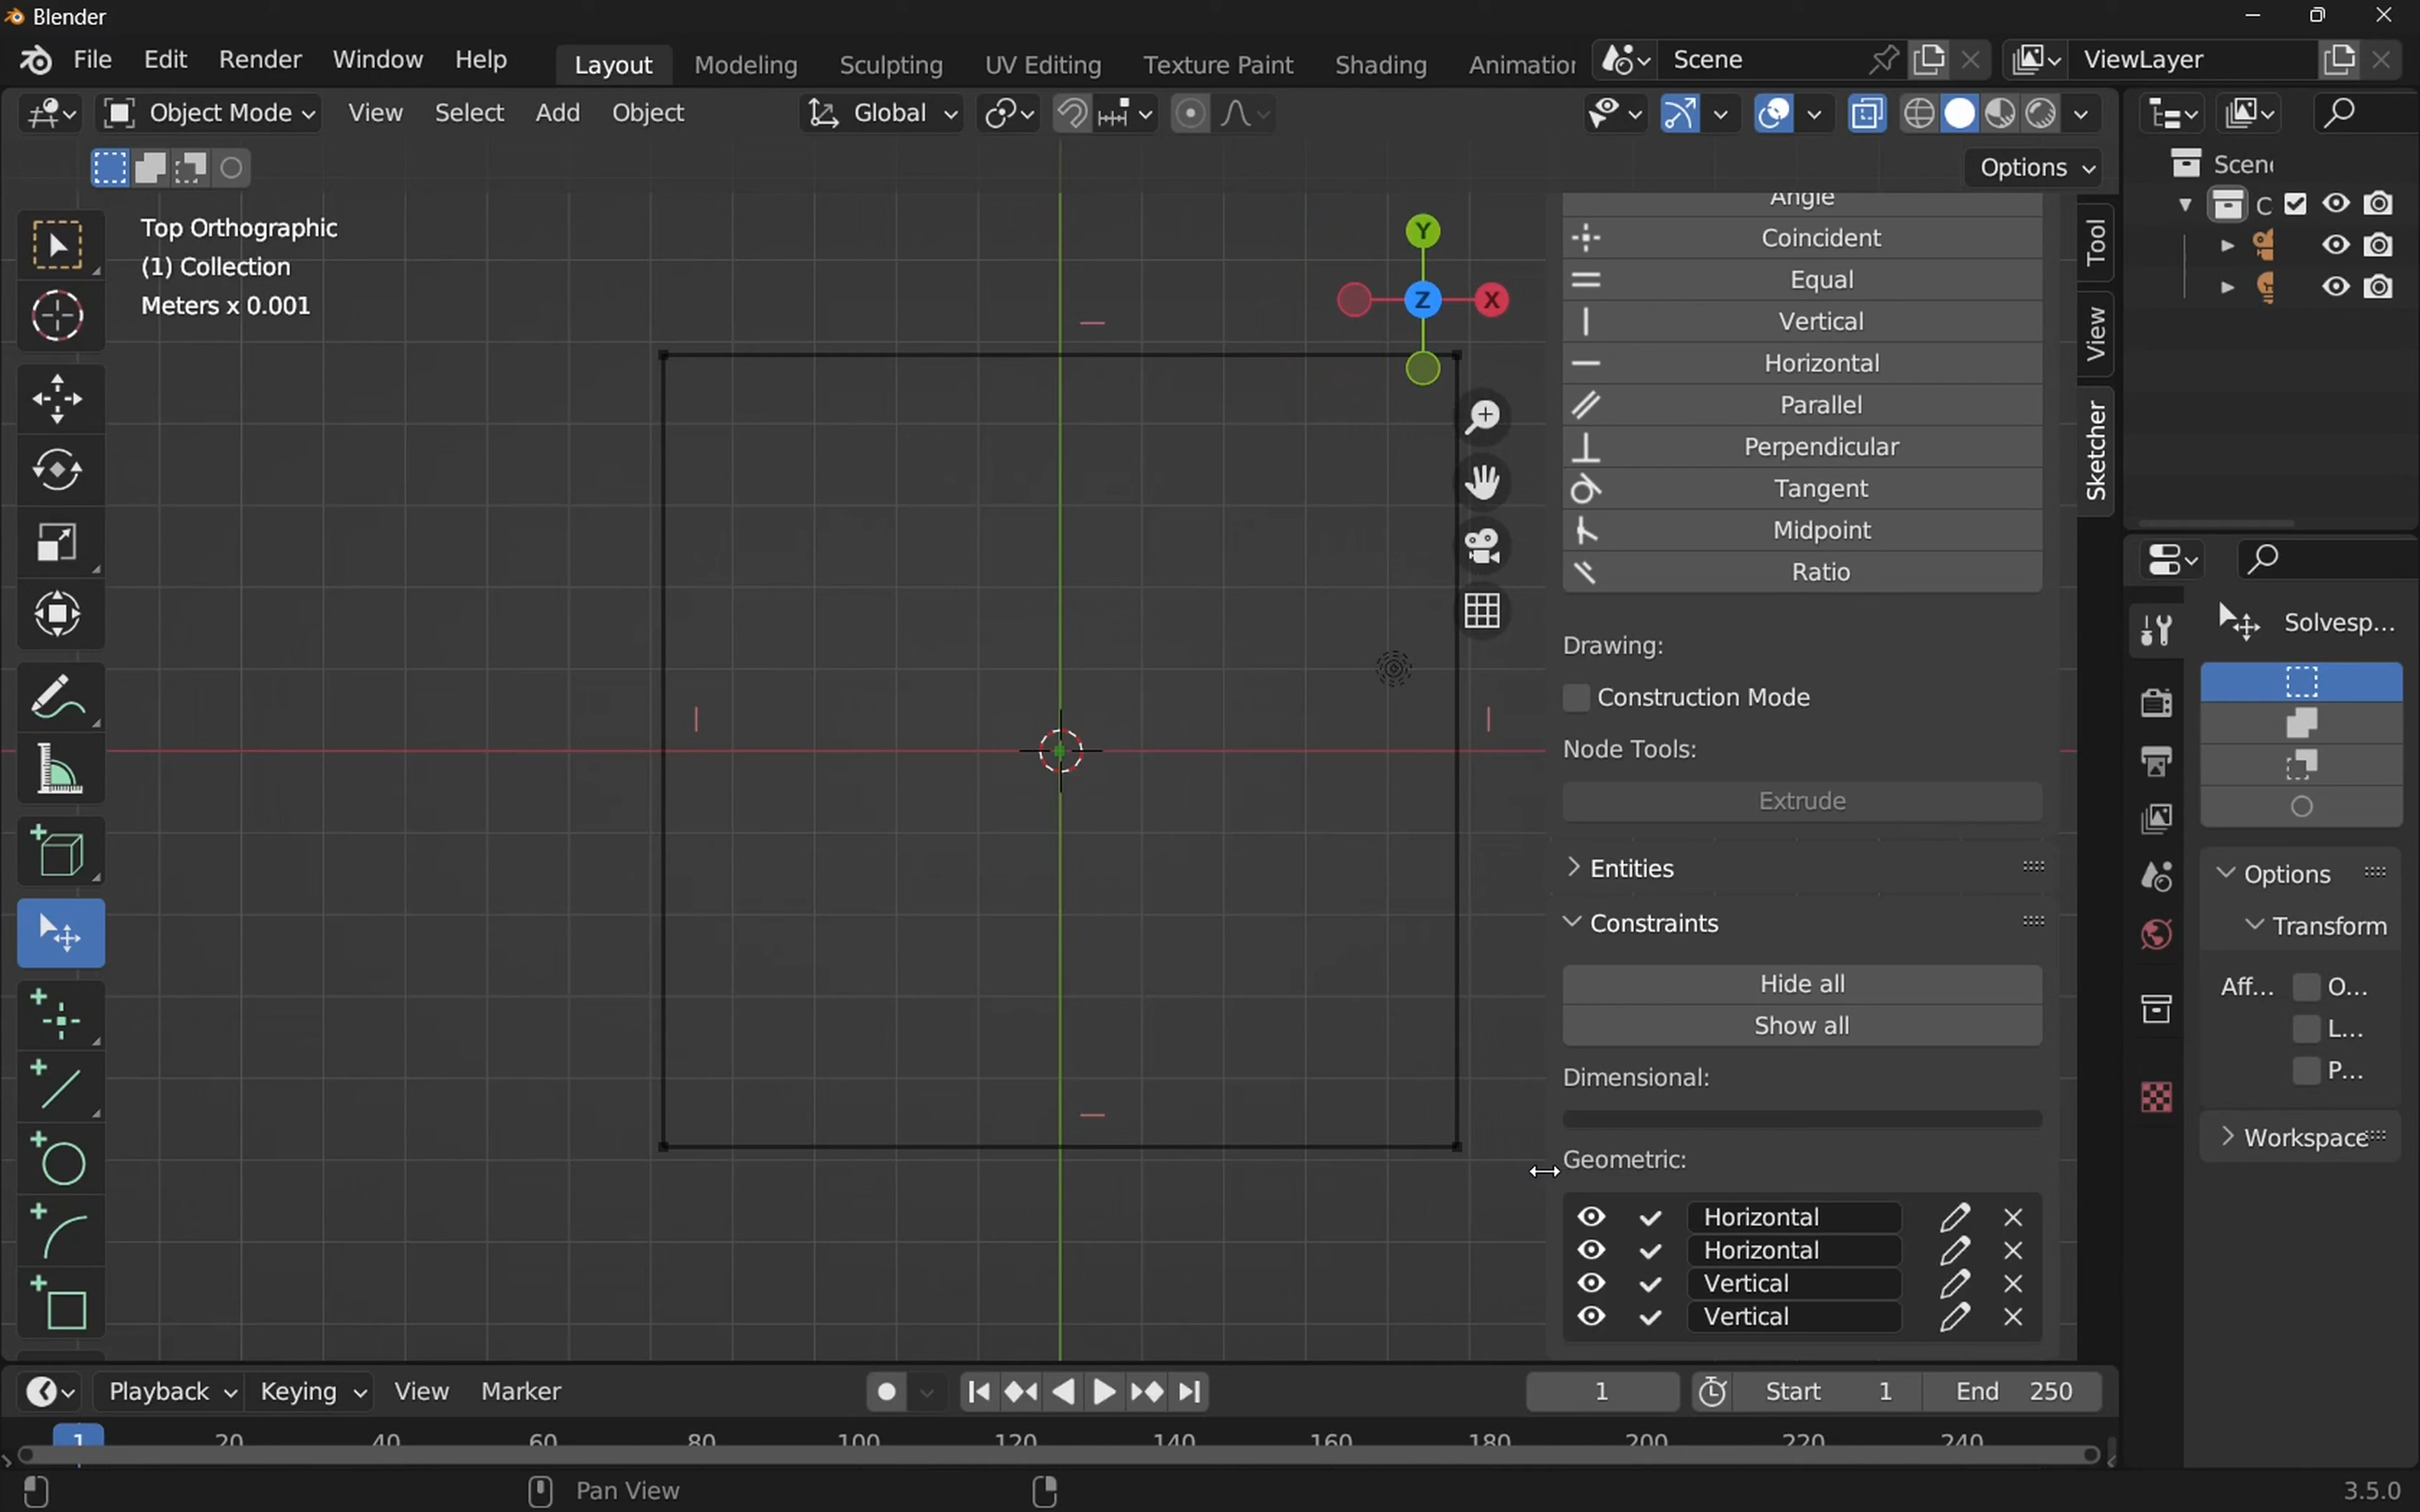 Blender
File Edit Render Window Help Layout Modeling Sculpting UV Editing Texture Paint Shading Animation Scene ViewLayer
Object Mode View Select Add Object Global
Options
Top Orthographic
(1) Collection
Meters x 0.001
Y
Z X
Angle
Coincident
Equal
Vertical
Horizontal
Parallel
Perpendicular
Tangent
Midpoint
Ratio
Drawing:
Construction Mode
Node Tools:
Extrude
Entities
Constraints
Hide all
Show all
Dimensional:
Geometric:
Horizontal
Horizontal
Vertical
Vertical
Tool
View
Sketcher
Scene
C
Solvesp...
Options
Transform
Aff... O...
L...
P...
Workspace
Playback Keying View Marker 1 Start 1 End 250
1 20 40 60 80 100 120 140 160 180 200 220 240
Pan View 3.5.0